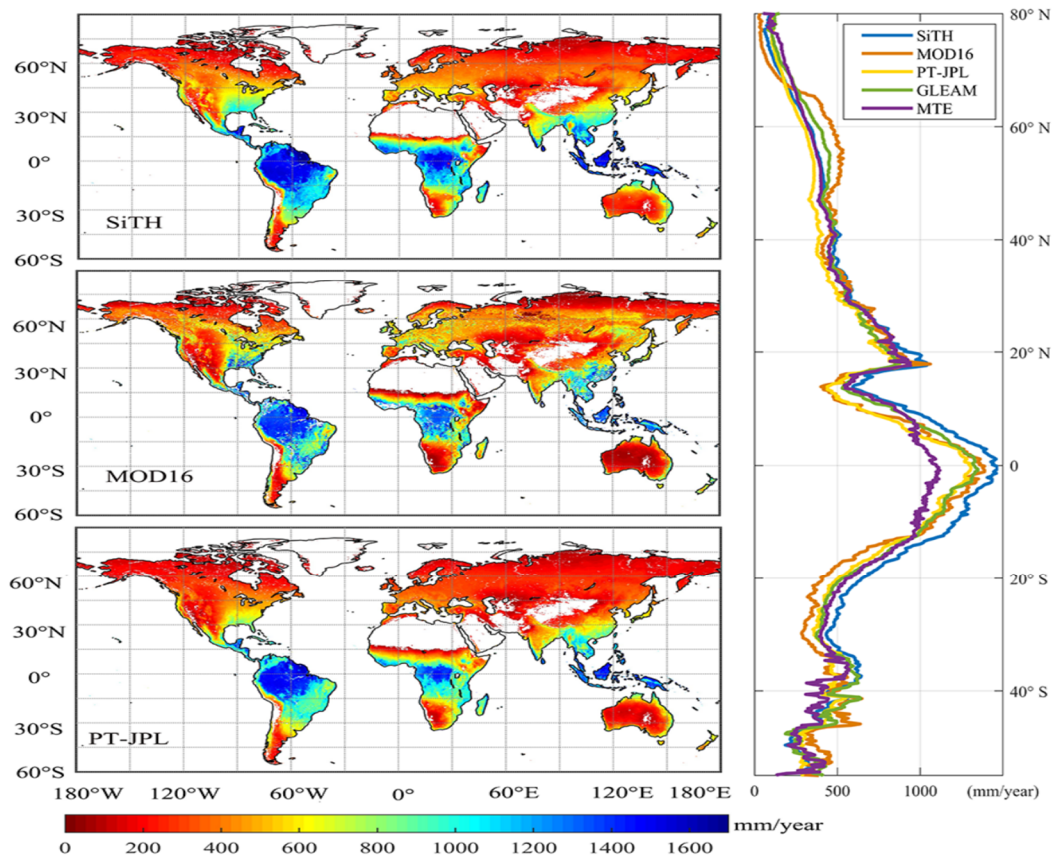 60°N
30°N
0°
30°S
60°S
SiTH
60°N
30°N
0°
30°S
60°S
MOD16
60°N
30°N
0°
30°S
60°S
PT-JPL
180°W 120°W 60°W 0° 60°E 120°E 180°E
0 200 400 600 800 1000 1200 1400 1600 mm/year
SiTH
MOD16
PT-JPL
GLEAM
MTE
80° N
60° N
40° N
20° N
0
20° S
40° S
0 500 1000 (mm/year)